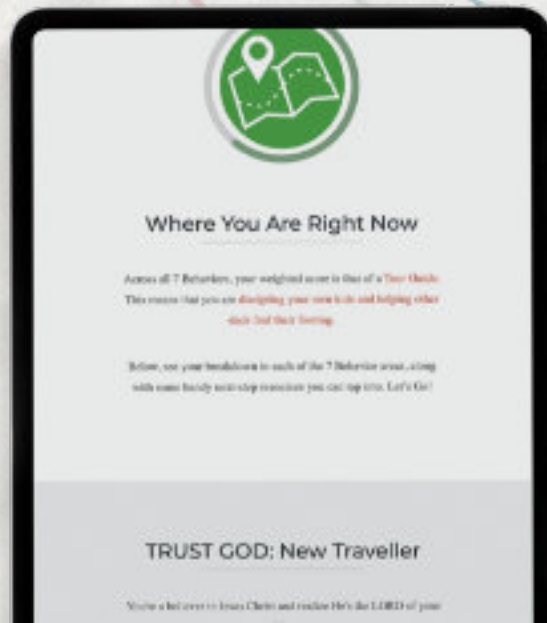 Where You Are Right Now
Across all 7 Behaviors, your weighted score is that of a Tour Guide.
This means that you are discipling your own kids and helping other
dads find their footing.
Below, see your breakdown in each of the 7 Behavior areas, along
with some handy next-step resources you can tap into. Let's Go!
TRUST GOD: New Traveller
You're a believer in Jesus Christ and realize He's the LORD of your